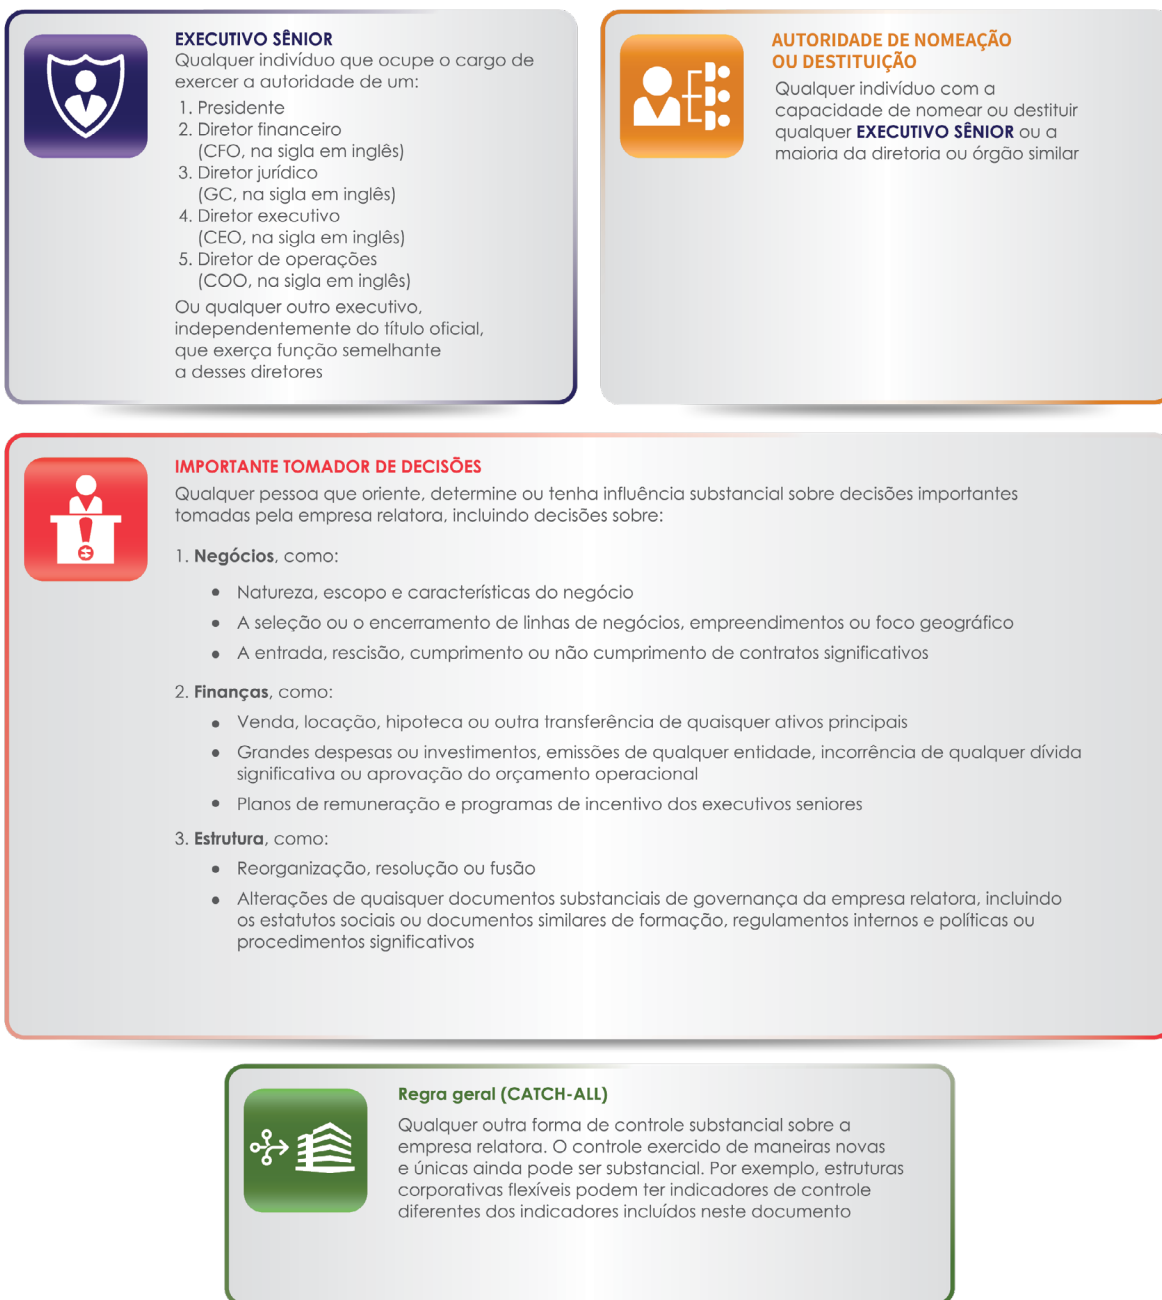 EXECUTIVO SÊNIOR
Qualquer indivíduo que ocupe o cargo de
exercer a autoridade de um:
1. Presidente
2. Diretor financeiro
(CFO, na sigla em inglês)
3. Diretor jurídico
(GC, na sigla em inglês)
4. Diretor executivo
(CEO, na sigla em inglês)
5. Diretor de operações
(COO, na sigla em inglês)
Ou qualquer outro executivo,
independentemente do título oficial,
que exerça função semelhante
a desses diretores
AUTORIDADE DE NOMEAÇÃO
OU DESTITUIÇÃO
Qualquer indivíduo com a
capacidade de nomear ou destituir
qualquer EXECUTIVO SÊNIOR ou a
maioria da diretoria ou órgão similar
IMPORTANTE TOMADOR DE DECISÕES
Qualquer pessoa que oriente, determine ou tenha influência substancial sobre decisões importantes
tomadas pela empresa relatora, incluindo decisões sobre:
1. Negócios, como:
• Natureza, escopo e características do negócio
• A seleção ou o encerramento de linhas de negócios, empreendimentos ou foco geográfico
• A entrada, rescisão, cumprimento ou não cumprimento de contratos significativos
2. Finanças, como:
• Venda, locação, hipoteca ou outra transferência de quaisquer ativos principais
• Grandes despesas ou investimentos, emissões de qualquer entidade, incorrência de qualquer dívida
significativa ou aprovação do orçamento operacional
• Planos de remuneração e programas de incentivo dos executivos seniores
3. Estrutura, como:
• Reorganização, resolução ou fusão
• Alterações de quaisquer documentos substanciais de governança da empresa relatora, incluindo
os estatutos sociais ou documentos similares de formação, regulamentos internos e políticas ou
procedimentos significativos
Regra geral (CATCH-ALL)
Qualquer outra forma de controle substancial sobre a
empresa relatora. O controle exercido de maneiras novas
e únicas ainda pode ser substancial. Por exemplo, estruturas
corporativas flexíveis podem ter indicadores de controle
diferentes dos indicadores incluídos neste documento